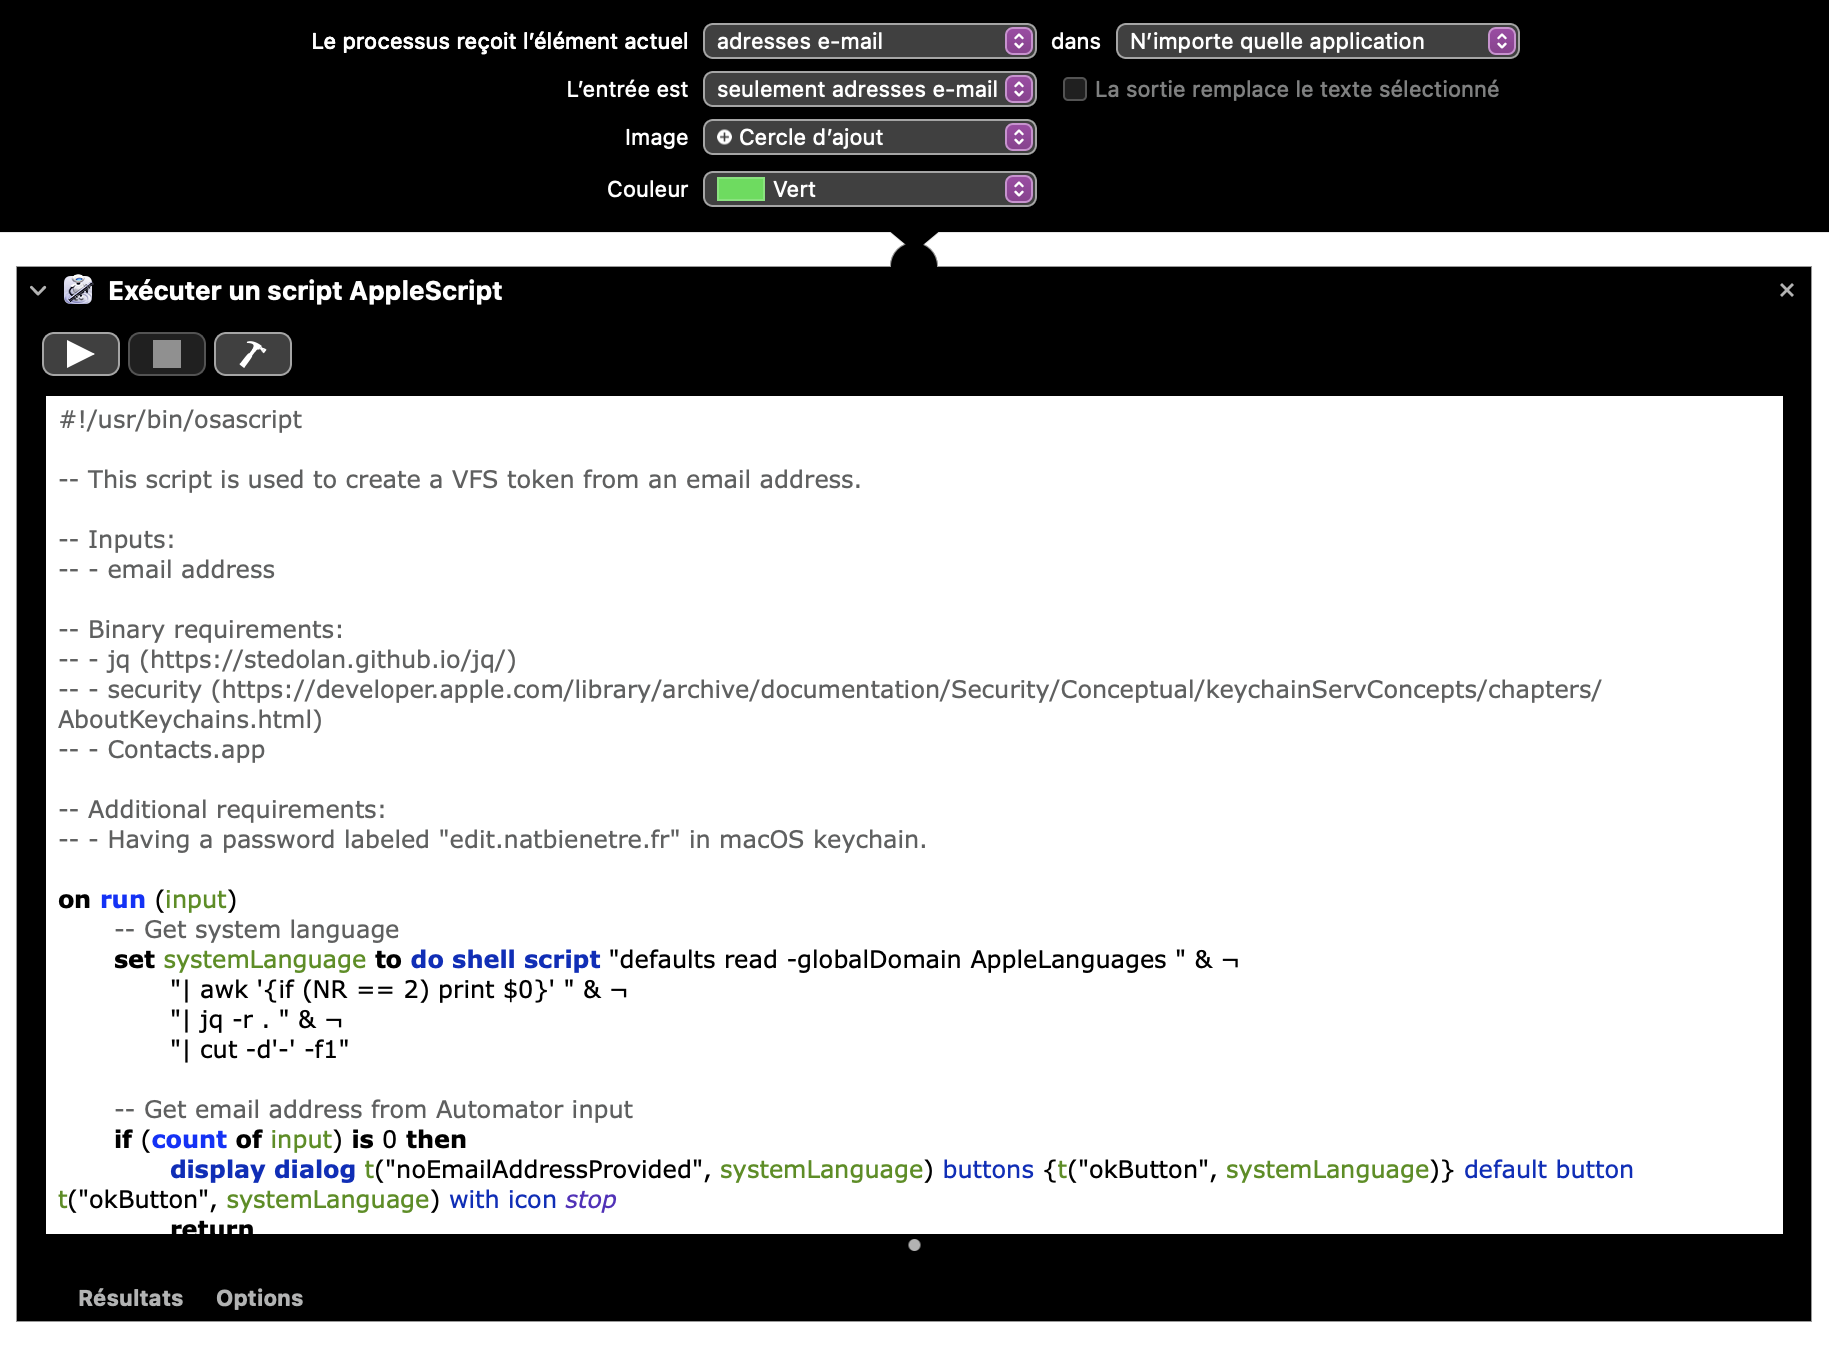 Le processus reçoit l’élément actuel adresses e-mail dans N’importe quelle application
L’entrée est seulement adresses e-mail La sortie remplace le texte sélectionné
Image Cercle d’ajout
Couleur Vert
Exécuter un script AppleScript
#!/usr/bin/osascript
-- This script is used to create a VFS token from an email address.
-- Inputs:
-- - email address
-- Binary requirements:
-- - jq (https://stedolan.github.io/jq/)
-- - security (https://developer.apple.com/library/archive/documentation/Security/Conceptual/keychainServConcepts/chapters/
AboutKeychains.html)
-- - Contacts.app
-- Additional requirements:
-- - Having a password labeled "edit.natbienetre.fr" in macOS keychain.
on run (input)
-- Get system language
set systemLanguage to do shell script "defaults read -globalDomain AppleLanguages " & ¬
"| awk '{if (NR == 2) print $0}' " & ¬
"| jq -r . " & ¬
"| cut -d'-' -f1"
-- Get email address from Automator input
if (count of input) is 0 then
display dialog t("noEmailAddressProvided", systemLanguage) buttons {t("okButton", systemLanguage)} default button
t("okButton", systemLanguage) with icon stop
return
Résultats Options